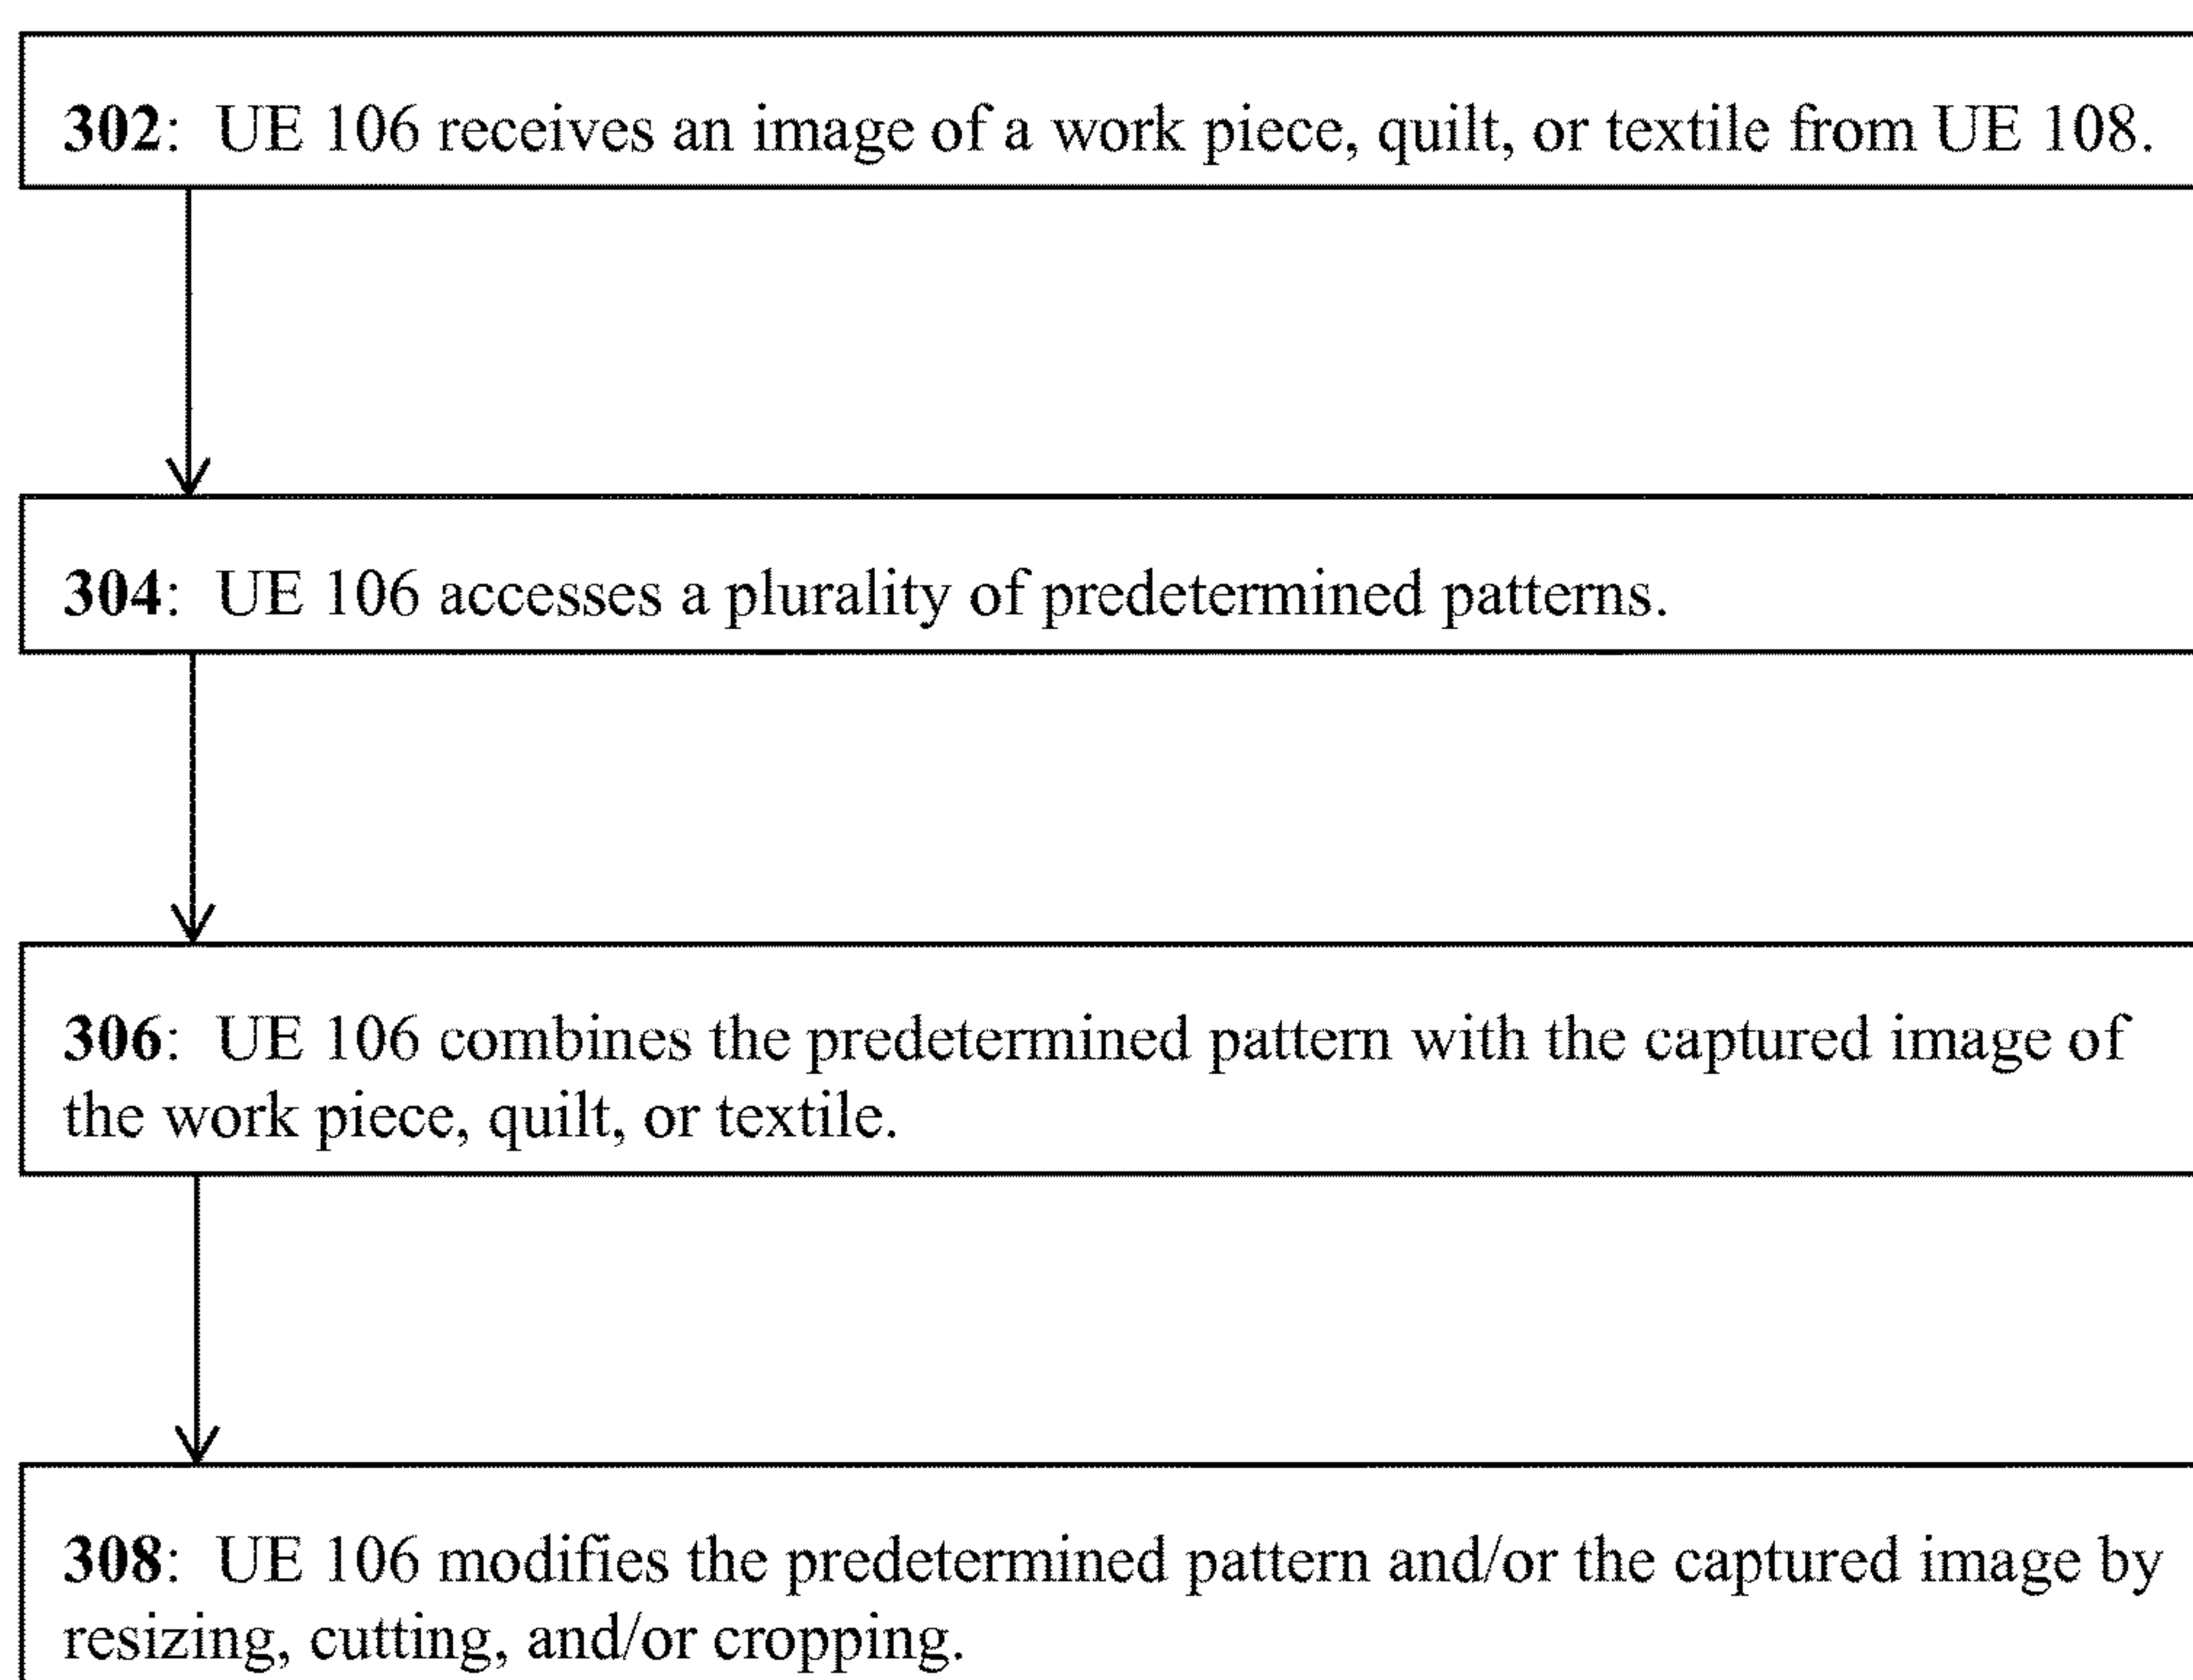 302: UE 106 receives an image of a work piece, quilt, or textile from UE 108.
304: UE 106 accesses a plurality of predetermined patterns.
306: UE 106 combines the predetermined pattern with the captured image of
the work piece, quilt, or textile.
308: UE 106 modifies the predetermined pattern and/or the captured image by
resizing, cutting, and/or cropping.